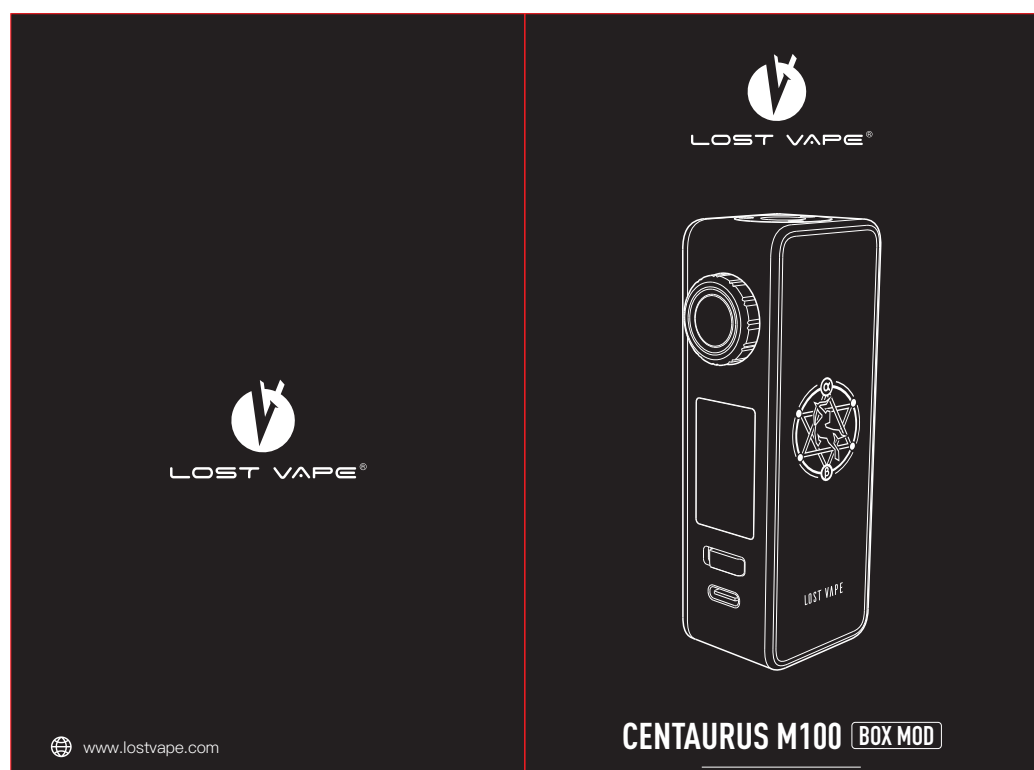 LOST VAPE®
www.lostvape.com
LOST VAPE®
α
β
LOST VAPE
CENTAURUS M100 BOX MOD